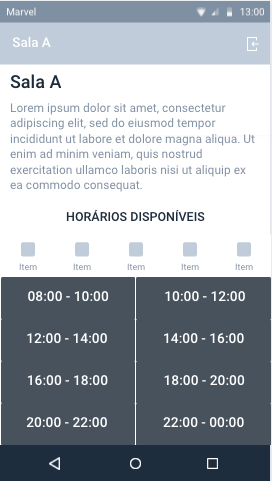 Marvel 13:00
Sala A
Sala A
Lorem ipsum dolor sit amet, consectetur
adipiscing elit, sed do eiusmod tempor
incididunt ut labore et dolore magna aliqua. Ut
enim ad minim veniam, quis nostrud
exercitation ullamco laboris nisi ut aliquip ex
ea commodo consequat.
HORÁRIOS DISPONÍVEIS
Item Item Item Item Item
08:00 - 10:00 10:00 - 12:00
12:00 - 14:00 14:00 - 16:00
16:00 - 18:00 18:00 - 20:00
20:00 - 22:00 22:00 - 00:00